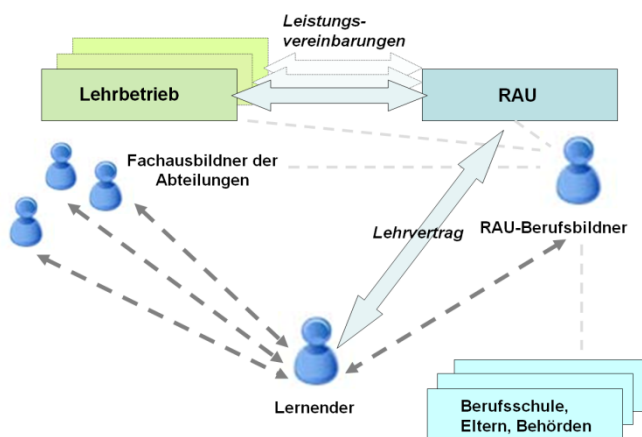 Leistungs-
vereinbarungen
Lehrbetrieb
RAU
Fachausbildner der
Abteilungen
Lehrvertrag
RAU-Berufsbildner
Lernender
Berufsschule,
Eltern, Behörden